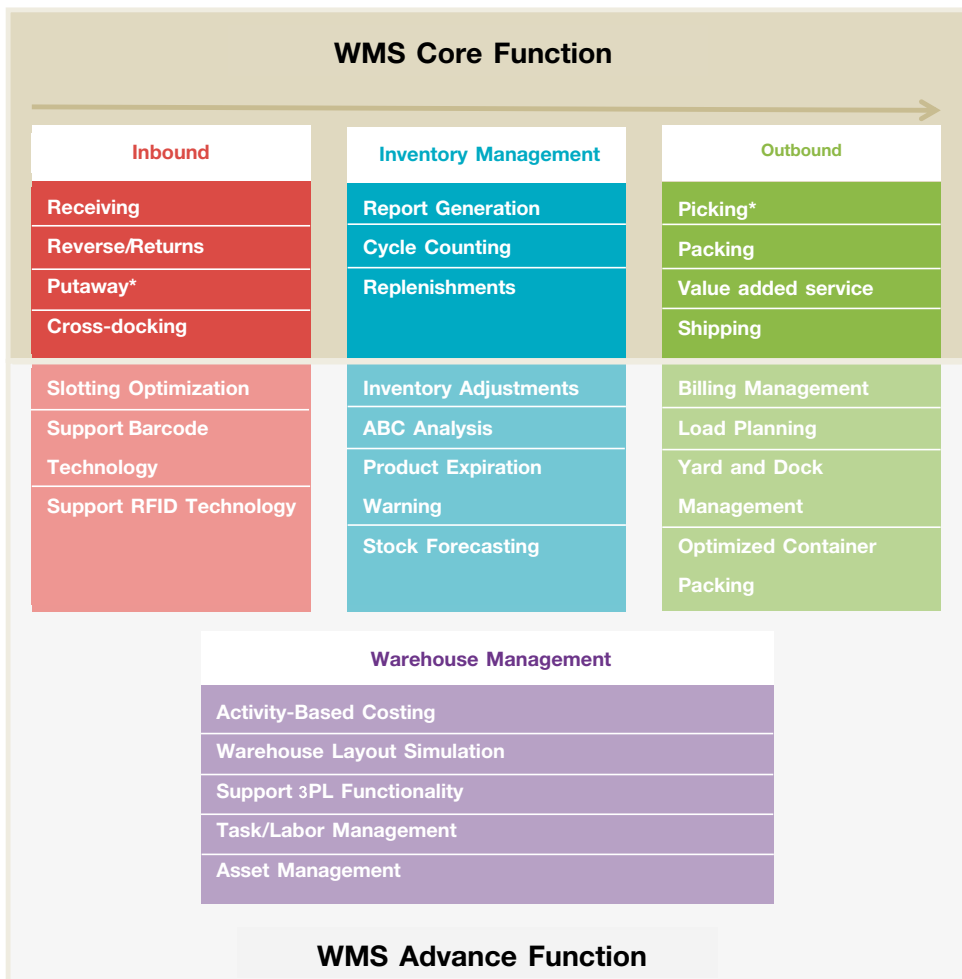 WMS Core Function
Inbound
Receiving
Reverse/Returns
Putaway*
Cross-docking
Slotting Optimization
Support Barcode
Technology
Support RFID Technology
Inventory Management
Report Generation
Cycle Counting
Replenishments
Inventory Adjustments
ABC Analysis
Product Expiration
Warning
Stock Forecasting
Outbound
Picking*
Packing
Value added service
Shipping
Billing Management
Load Planning
Yard and Dock
Management
Optimized Container
Packing
Warehouse Management
Activity-Based Costing
Warehouse Layout Simulation
Support 3PL Functionality
Task/Labor Management
Asset Management
WMS Advance Function